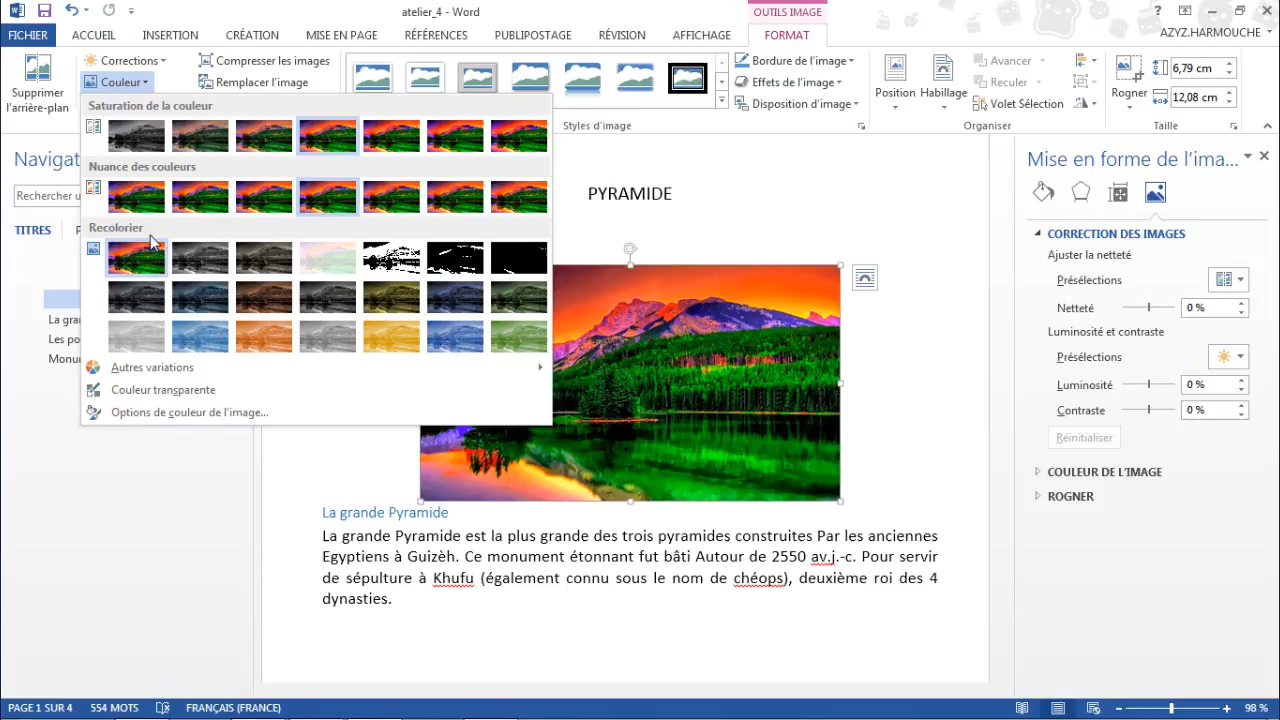 atelier_4 - Word
OUTILS IMAGE
FICHIER ACCUEIL INSERTION CRÉATION MISE EN PAGE RÉFÉRENCES PUBLIPOSTAGE RÉVISION AFFICHAGE FORMAT AZYZ.HARMOUCHE
Supprimer
l'arrière-plan
Corrections
Couleur
Compresser les images
Remplacer l'image
Bordure de l'image
Effets de l'image
Disposition d'image
Styles d'image
Position
Habillage
Avancer
Reculer
Volet Sélection
Organiser
Rogner
6,79 cm
12,08 cm
Taille
Saturation de la couleur
Nuance des couleurs
Recolorier
Autres variations
Couleur transparente
Options de couleur de l'image...
Navigat
Rechercher u
TITRES P
La gra
Les po
Monu
PYRAMIDE
La grande Pyramide
La grande Pyramide est la plus grande des trois pyramides construites Par les anciennes
Egyptiens à Guizèh. Ce monument étonnant fut bâti Autour de 2550 av.j.-c. Pour servir
de sépulture à Khufu (également connu sous le nom de chéops), deuxième roi des 4
dynasties.
Mise en forme de l'ima...
CORRECTION DES IMAGES
Ajuster la netteté
Présélections
Netteté 0 %
Luminosité et contraste
Présélections
Luminosité 0 %
Contraste 0 %
Réinitialiser
COULEUR DE L'IMAGE
ROGNER
PAGE 1 SUR 4 554 MOTS FRANÇAIS (FRANCE) 98 %